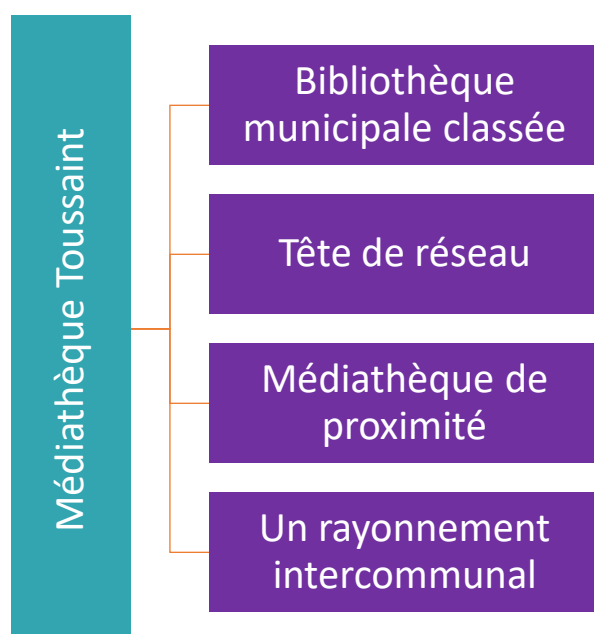 Médiathèque Toussaint
Bibliothèque
municipale classée
Tête de réseau
Médiathèque de
proximité
Un rayonnement
intercommunal